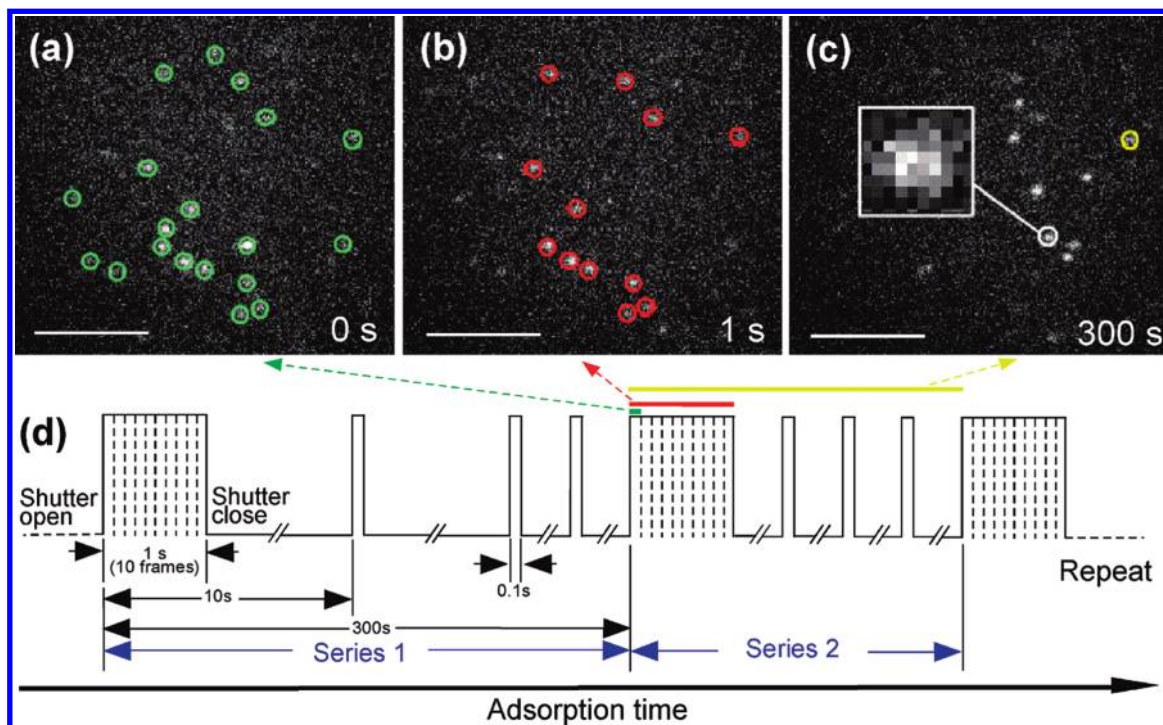 (a)
0 s
(b)
1 s
(c)
300 s
(d)
Shutter
open
Shutter
close
1 s
(10 frames)
0.1s
10s
300s
Repeat
Series 1
Series 2
Adsorption time